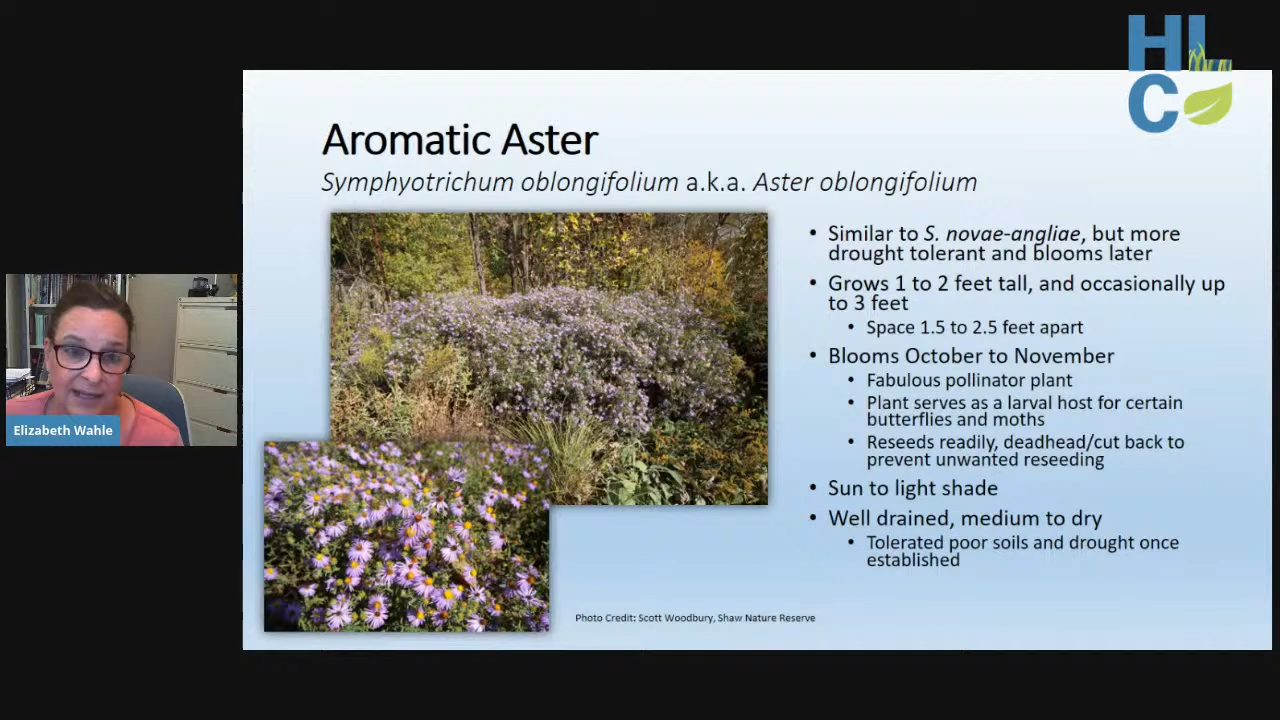 HL
C
Aromatic Aster
Symphyotrichum oblongifolium a.k.a. Aster oblongifolium
• Similar to S. novae-angliae, but more
drought tolerant and blooms later
• Grows 1 to 2 feet tall, and occasionally up
to 3 feet
• Space 1.5 to 2.5 feet apart
• Blooms October to November
• Fabulous pollinator plant
• Plant serves as a larval host for certain
butterflies and moths
• Reseeds readily, deadhead/cut back to
prevent unwanted reseeding
• Sun to light shade
• Well drained, medium to dry
• Tolerated poor soils and drought once
established
Elizabeth Wahle
Photo Credit: Scott Woodbury, Shaw Nature Reserve